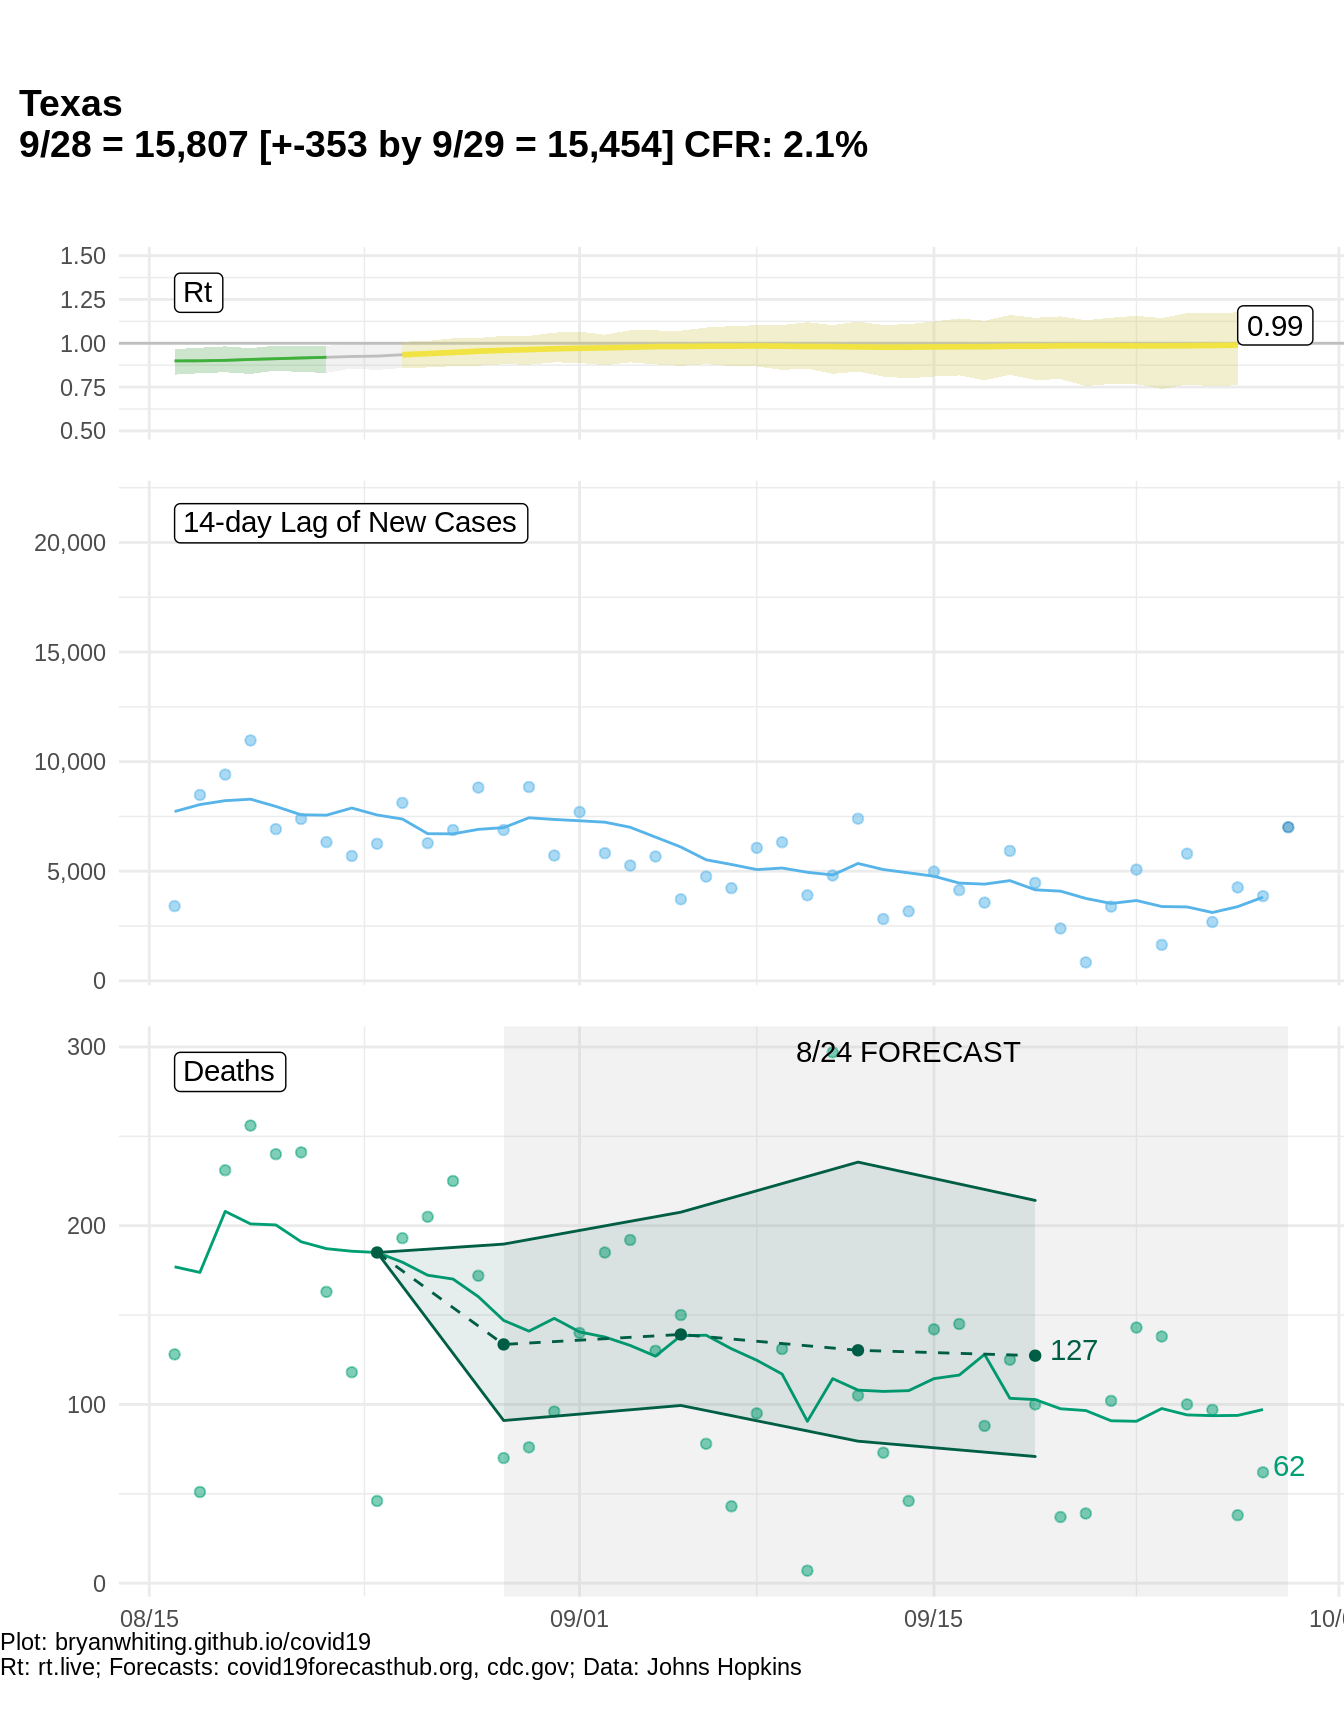 Texas
9/28 = 15,807 [+-353 by 9/29 = 15,454] CFR: 2.1%
1.50
Rt
1.25
0.99
1.00
0.75
0.50
14-day Lag of New Cases
20,000
15,000
10,000
5,000
0
8/24 FORECAST
300
Deaths
200
127
100
62
0
08/15 09/01 09/15
Plot: bryanwhiting.github.io/covid19
Rt: rt.live; Forecasts: covid19forecasthub.org, cdc.gov; Data: Johns Hopkins